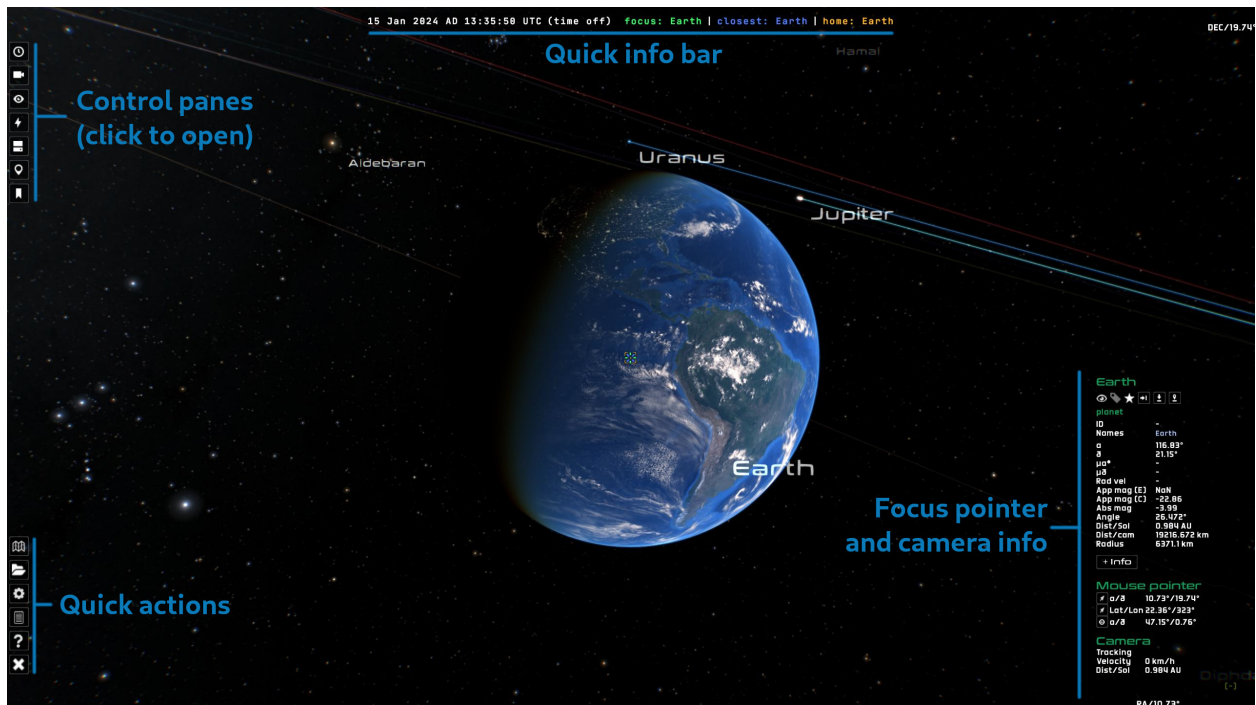 15 Jan 2024 AD 13:35:50 UTC (time off) focus: Earth | closest: Earth | home: Earth
DEC/19.74°
Quick info bar
Hamal
Control panes
(click to open)
Aldebaran
Uranus
Jupiter
Earth
Focus pointer
and camera info
Quick actions
?
Earth
planet
ID -
Names Earth
α 116.83°
δ 21.15°
μα* -
μδ -
Rad vel -
App mag (E) NaN
App mag (C) -22.86
Abs mag -3.99
Angle 26.472°
Dist/Sol 0.984 AU
Dist/cam 19216.672 km
Radius 6371.1 km
+ Info
Mouse pointer
α/δ 10.73°/19.74°
Lat/Lon 22.36°/323°
α/δ 47.15°/0.76°
Camera
Tracking
Velocity 0 km/h
Dist/Sol 0.984 AU
Diphda
[-]
RA/10.73°